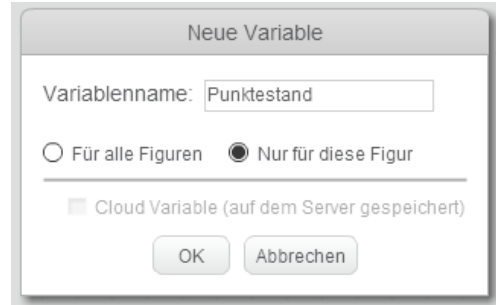 Neue Variable
Variablenname: Punktestand
Für alle Figuren Nur für diese Figur
Cloud Variable (auf dem Server gespeichert)
OK Abbrechen